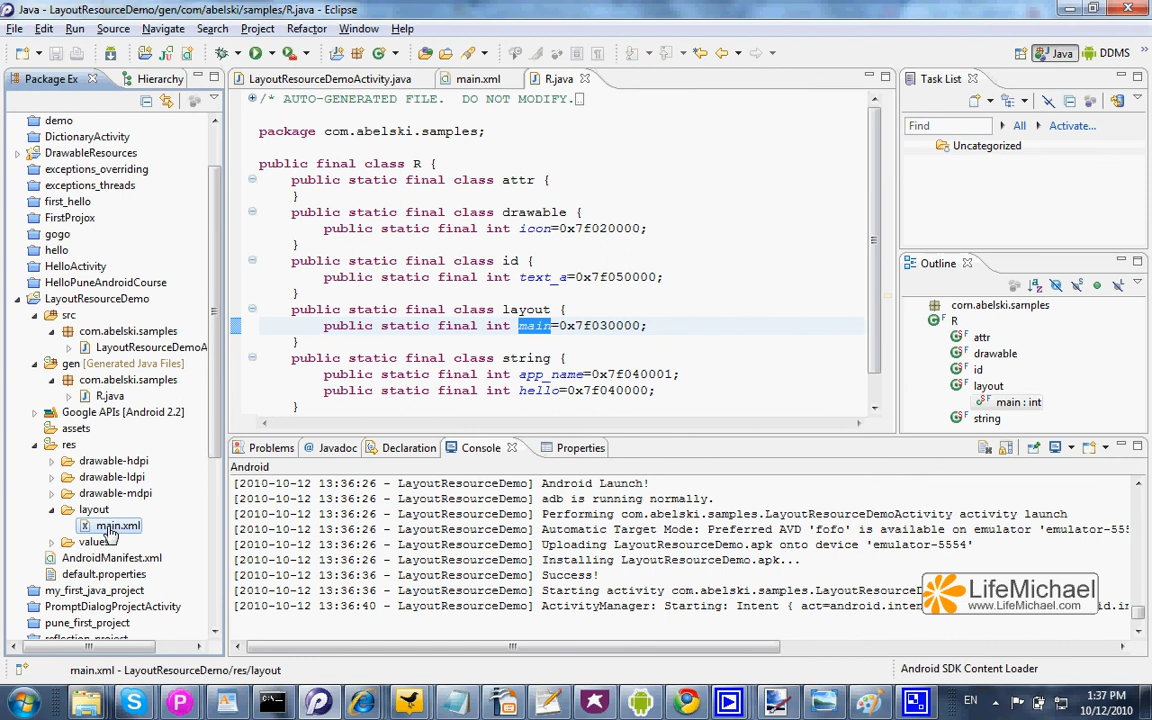 Java - LayoutResourceDemo/gen/com/abelski/samples/R.java - Eclipse
File Edit Run Source Navigate Search Project Refactor Window Help
Java DDMS
Package Ex Hierarchy
demo
DictionaryActivity
DrawableResources
exceptions_overriding
exceptions_threads
first_hello
FirstProjox
gogo
hello
HelloActivity
HelloPuneAndroidCourse
LayoutResourceDemo
src
com.abelski.samples
LayoutResourceDemoA
gen [Generated Java Files]
com.abelski.samples
R.java
Google APIs [Android 2.2]
assets
res
drawable-hdpi
drawable-ldpi
drawable-mdpi
layout
main.xml
values
AndroidManifest.xml
default.properties
my_first_java_project
PromptDialogProjectActivity
pune_first_project
reflection_project
LayoutResourceDemoActivity.java main.xml R.java
/* AUTO-GENERATED FILE. DO NOT MODIFY.
package com.abelski.samples;
public final class R {
public static final class attr {
}
public static final class drawable {
public static final int icon=0x7f020000;
}
public static final class id {
public static final int text_a=0x7f050000;
}
public static final class layout {
public static final int main=0x7f030000;
}
public static final class string {
public static final int app_name=0x7f040001;
public static final int hello=0x7f040000;
}
Task List
Find All Activate...
Uncategorized
Outline
com.abelski.samples
R
attr
drawable
id
layout
main : int
string
Problems Javadoc Declaration Console Properties
Android
[2010-10-12 13:36:26 - LayoutResourceDemo] Android Launch!
[2010-10-12 13:36:26 - LayoutResourceDemo] adb is running normally.
[2010-10-12 13:36:26 - LayoutResourceDemo] Performing com.abelski.samples.LayoutResourceDemoActivity activity launch
[2010-10-12 13:36:26 - LayoutResourceDemo] Automatic Target Mode: Preferred AVD 'fofo' is available on emulator 'emulator-555
[2010-10-12 13:36:26 - LayoutResourceDemo] Uploading LayoutResourceDemo.apk onto device 'emulator-5554'
[2010-10-12 13:36:26 - LayoutResourceDemo] Installing LayoutResourceDemo.apk...
[2010-10-12 13:36:26 - LayoutResourceDemo] Success!
[2010-10-12 13:36:26 - LayoutResourceDemo] Starting activity com.abelski.samples.LayoutResourceDemo
[2010-10-12 13:36:40 - LayoutResourceDemo] ActivityManager: Starting: Intent { act=android.inten
LifeMichael
www.LifeMichael.com
main.xml - LayoutResourceDemo/res/layout
Android SDK Content Loader
EN
1:37 PM
10/12/2010